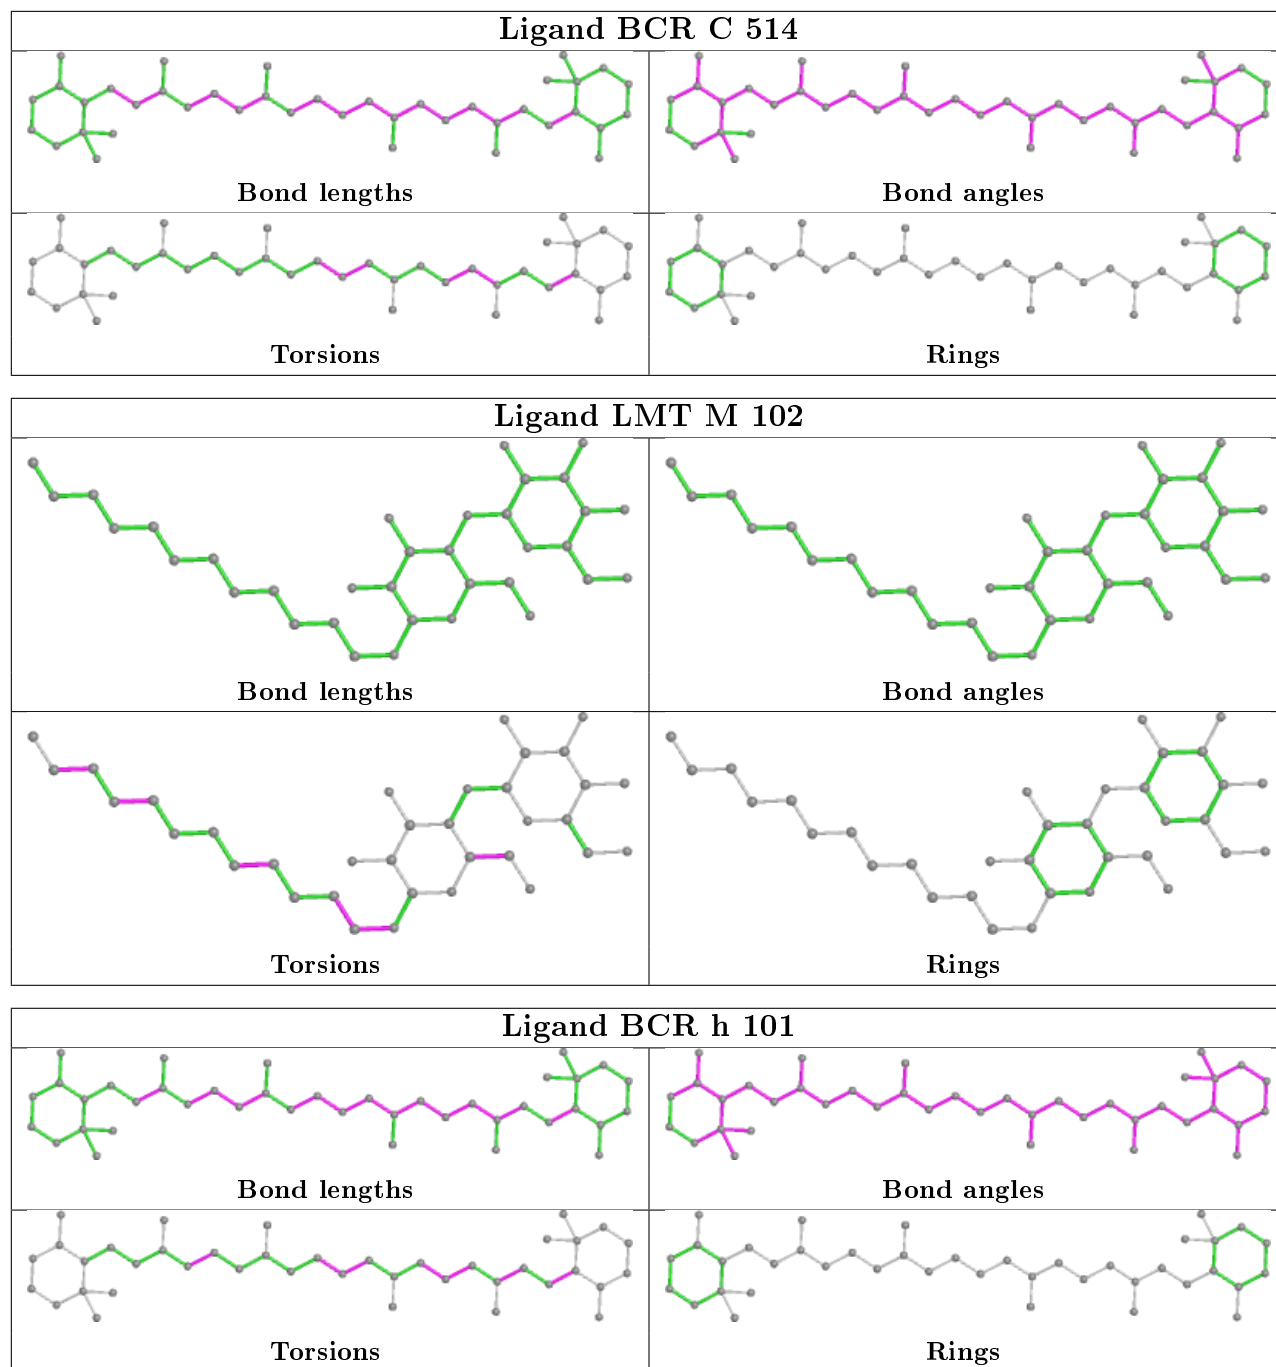 Ligand BCR C 514
Bond lengths
Bond angles
Torsions
Rings
Ligand LMT M 102
Bond lengths
Bond angles
Torsions
Rings
Ligand BCR h 101
Bond lengths
Bond angles
Torsions
Rings